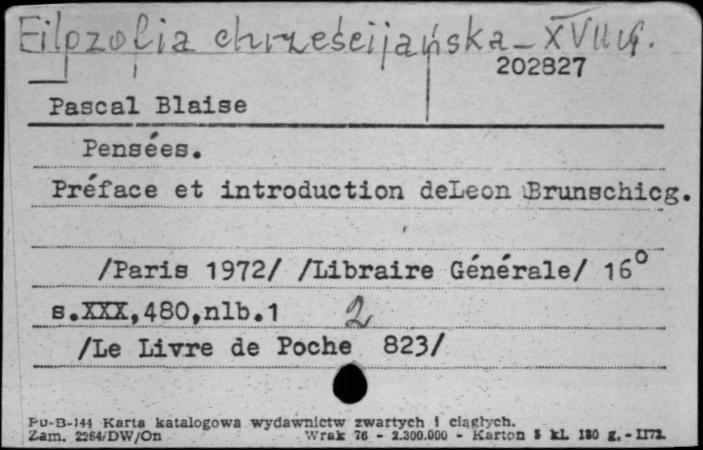 Filozofia chrześcijańska - XVII w.
202827
Pascal Blaise
Pensées.
Préface et introduction deLeon Brunschicg.
/Paris 1972/ /Libraire Générale/ 16°
s.XXX,480,nlb.1 2
/Le Livre de Poche 823/
Pu-B-144 Karta katalogowa wydawnictw zwartych i ciągłych.
Zam. 2264/DW/On Wrak 76 - 2.300.000 - Karton 5 kl. 180 g. - II72.